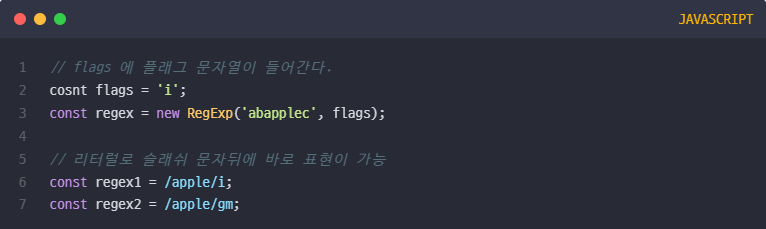 JAVASCRIPT
1 // flags 에 플래그 문자열이 들어간다.
2 cosnt flags = 'i';
3 const regex = new RegExp('abapplec', flags);
4
5 // 리터럴로 슬래쉬 문자뒤에 바로 표현이 가능
6 const regex1 = /apple/i;
7 const regex2 = /apple/gm;